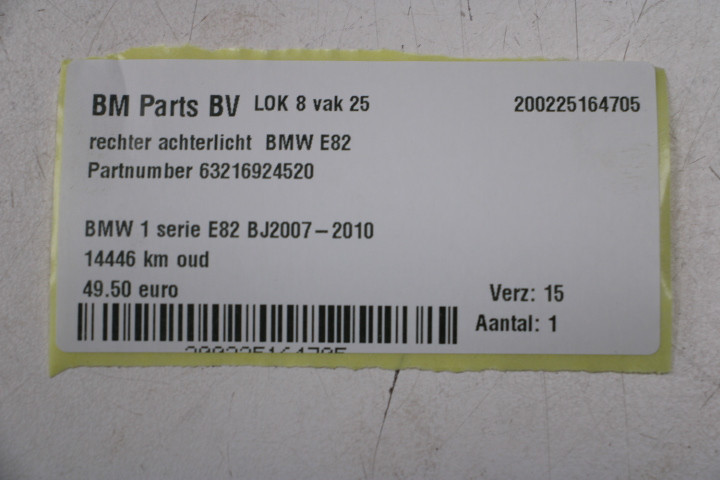 BM Parts BV LOK 8 vak 25 200225164705
rechter achterlicht BMW E82
Partnumber 63216924520
BMW 1 serie E82 BJ2007-2010
14446 km oud
49.50 euro
Verz: 15
Aantal: 1
200225164705